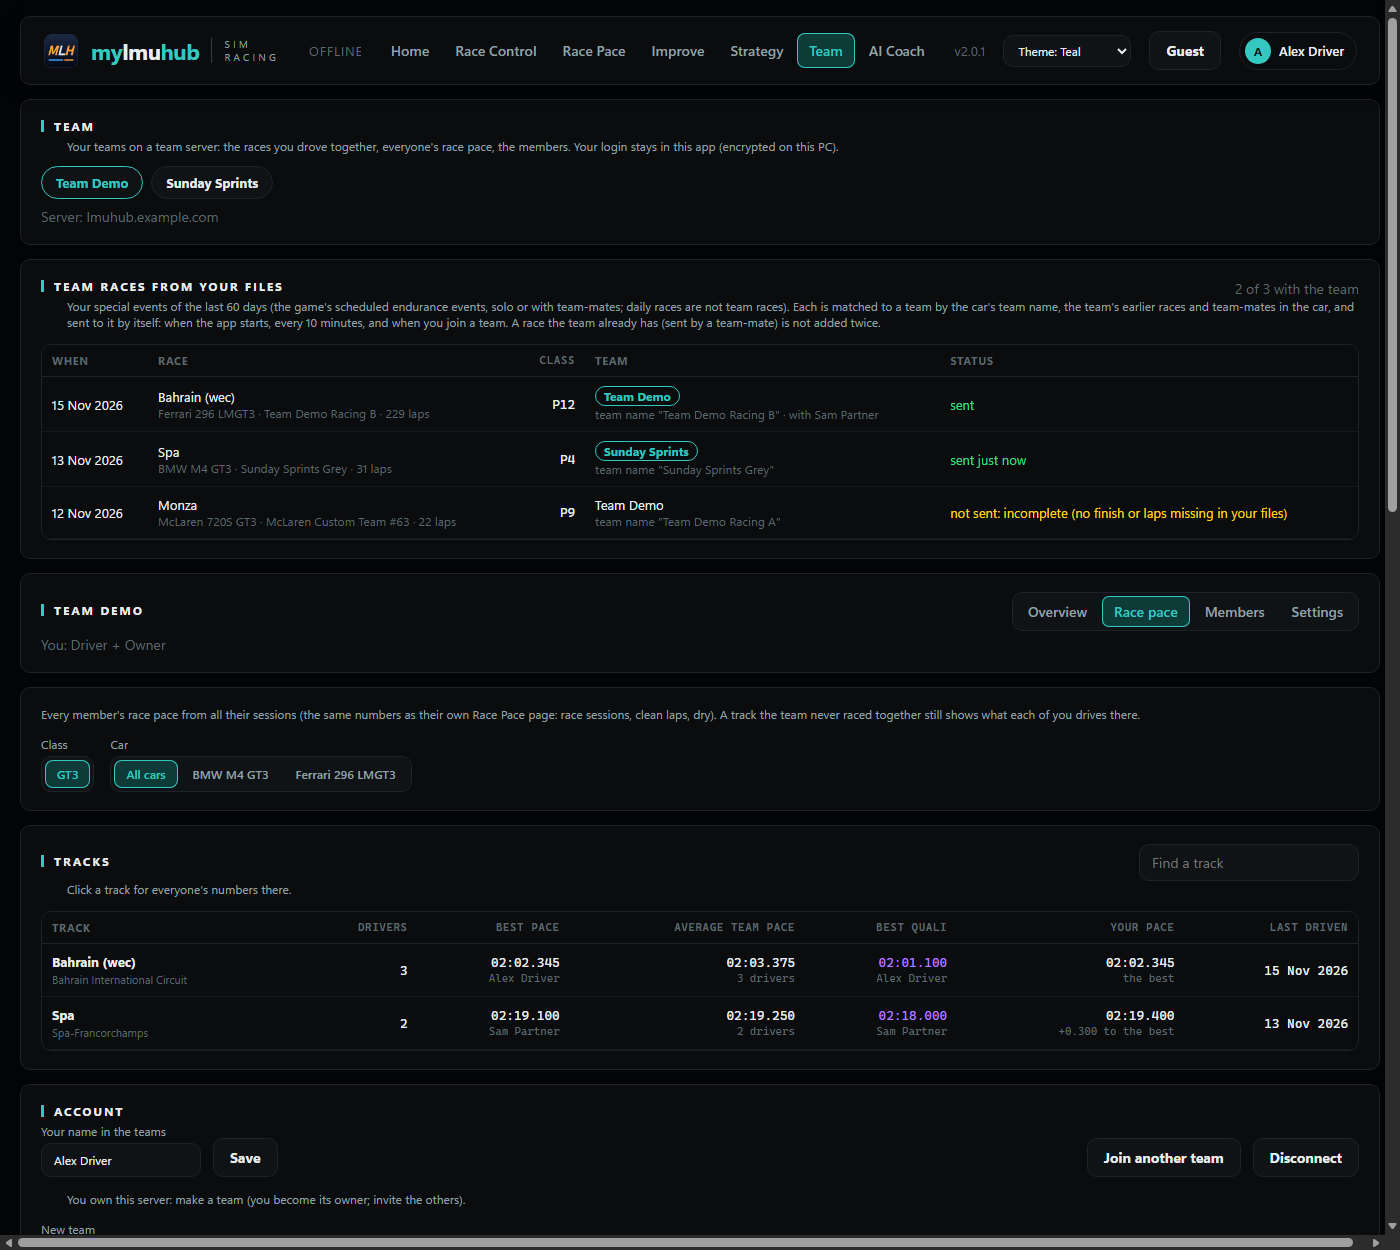 MLH mylmuhub SIM RACING OFFLINE Home Race Control Race Pace Improve Strategy Team AI Coach v2.0.1 Theme: Teal Guest A Alex Driver
TEAM
Your teams on a team server: the races you drove together, everyone's race pace, the members. Your login stays in this app (encrypted on this PC).
Team Demo Sunday Sprints
Server: lmuhub.example.com
TEAM RACES FROM YOUR FILES
2 of 3 with the team
Your special events of the last 60 days (the game's scheduled endurance events, solo or with team-mates; daily races are not team races). Each is matched to a team by the car's team name, the team's earlier races and team-mates in the car, and
sent to it by itself: when the app starts, every 10 minutes, and when you join a team. A race the team already has (sent by a team-mate) is not added twice.
WHEN RACE CLASS TEAM STATUS
15 Nov 2026 Bahrain (wec) P12 Team Demo sent
Ferrari 296 LMGT3 · Team Demo Racing B · 229 laps team name "Team Demo Racing B" · with Sam Partner
13 Nov 2026 Spa P4 Sunday Sprints sent just now
BMW M4 GT3 · Sunday Sprints Grey · 31 laps team name "Sunday Sprints Grey"
12 Nov 2026 Monza P9 Team Demo not sent: incomplete (no finish or laps missing in your files)
McLaren 720S GT3 · McLaren Custom Team #63 · 22 laps team name "Team Demo Racing A"
TEAM DEMO
Overview Race pace Members Settings
You: Driver + Owner
Every member's race pace from all their sessions (the same numbers as their own Race Pace page: race sessions, clean laps, dry). A track the team never raced together still shows what each of you drives there.
Class Car
GT3 All cars BMW M4 GT3 Ferrari 296 LMGT3
TRACKS
Find a track
Click a track for everyone's numbers there.
TRACK DRIVERS BEST PACE AVERAGE TEAM PACE BEST QUALI YOUR PACE LAST DRIVEN
Bahrain (wec) 3 02:02.345 02:03.375 02:01.100 02:02.345 15 Nov 2026
Bahrain International Circuit Alex Driver 3 drivers Alex Driver the best
Spa 2 02:19.100 02:19.250 02:18.000 02:19.400 13 Nov 2026
Spa-Francorchamps Sam Partner 2 drivers Sam Partner +0.300 to the best
ACCOUNT
Your name in the teams
Alex Driver Save Join another team Disconnect
You own this server: make a team (you become its owner; invite the others).
New team